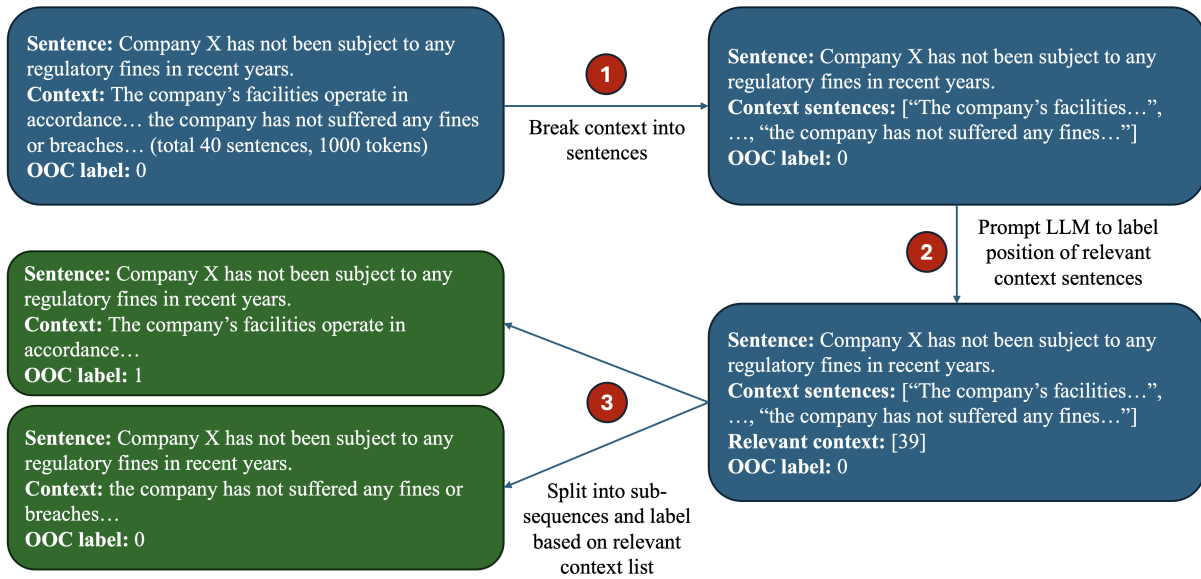 Sentence: Company X has not been subject to any
regulatory fines in recent years.
Context: The company’s facilities operate in
accordance… the company has not suffered any fines
or breaches… (total 40 sentences, 1000 tokens)
OOC label: 0
1
Break context into
sentences
Sentence: Company X has not been subject to any
regulatory fines in recent years.
Context sentences: [“The company’s facilities…”,
…, “the company has not suffered any fines…”]
OOC label: 0
2
Prompt LLM to label
position of relevant
context sentences
Sentence: Company X has not been subject to any
regulatory fines in recent years.
Context sentences: [“The company’s facilities…”,
…, “the company has not suffered any fines…”]
Relevant context: [39]
OOC label: 0
3
Split into sub-
sequences and label
based on relevant
context list
Sentence: Company X has not been subject to any
regulatory fines in recent years.
Context: The company’s facilities operate in
accordance…
OOC label: 1
Sentence: Company X has not been subject to any
regulatory fines in recent years.
Context: the company has not suffered any fines or
breaches…
OOC label: 0